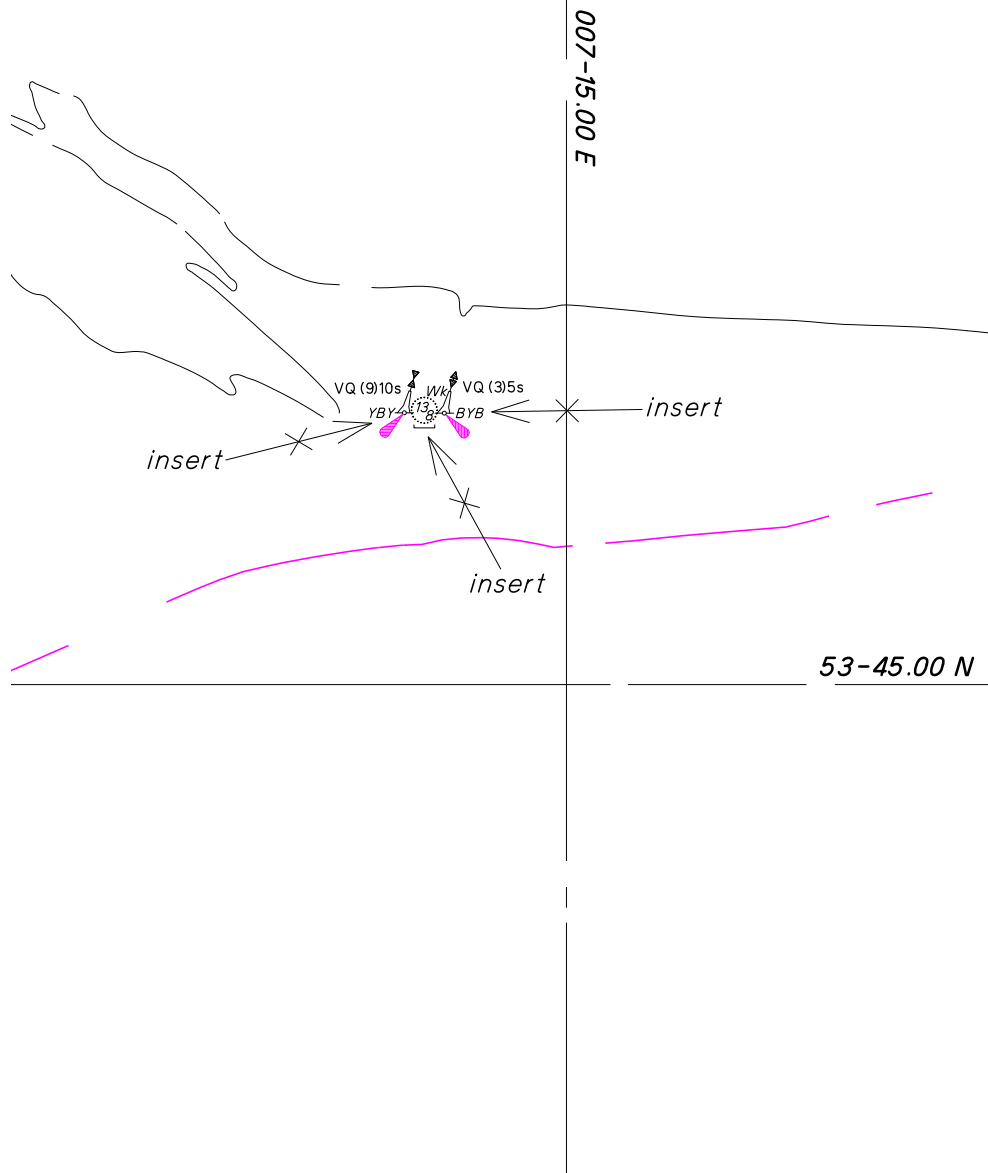 007-15.00 E
VQ (9)10s
Wk
VQ (3)5s
YBY
13
8
BYB
insert
insert
insert
53-45.00 N